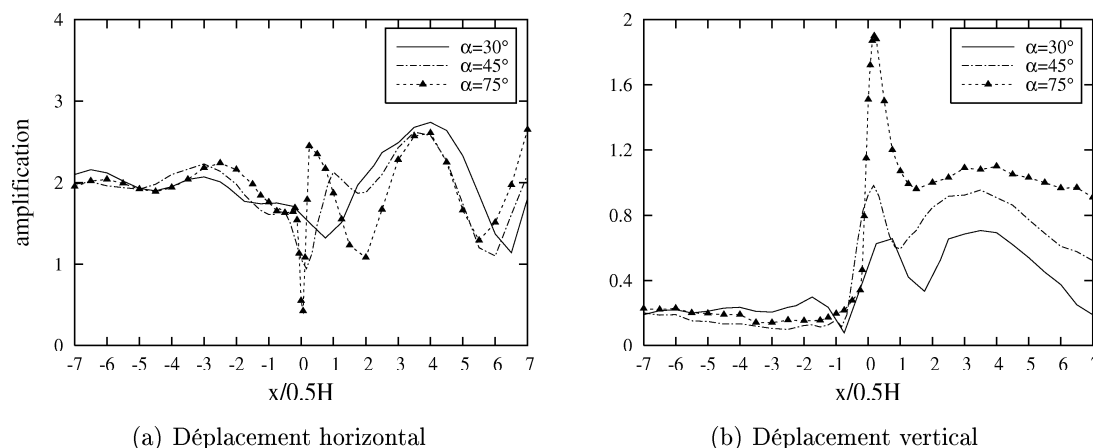 4
3
2
1
0
amplification
-7 -6 -5 -4 -3 -2 -1 0 1 2 3 4 5 6 7
x/0.5H
α=30°
α=45°
α=75°
(a) Déplacement horizontal
2
1.6
1.2
0.8
0.4
0
-7 -6 -5 -4 -3 -2 -1 0 1 2 3 4 5 6 7
x/0.5H
α=30°
α=45°
α=75°
(b) Déplacement vertical